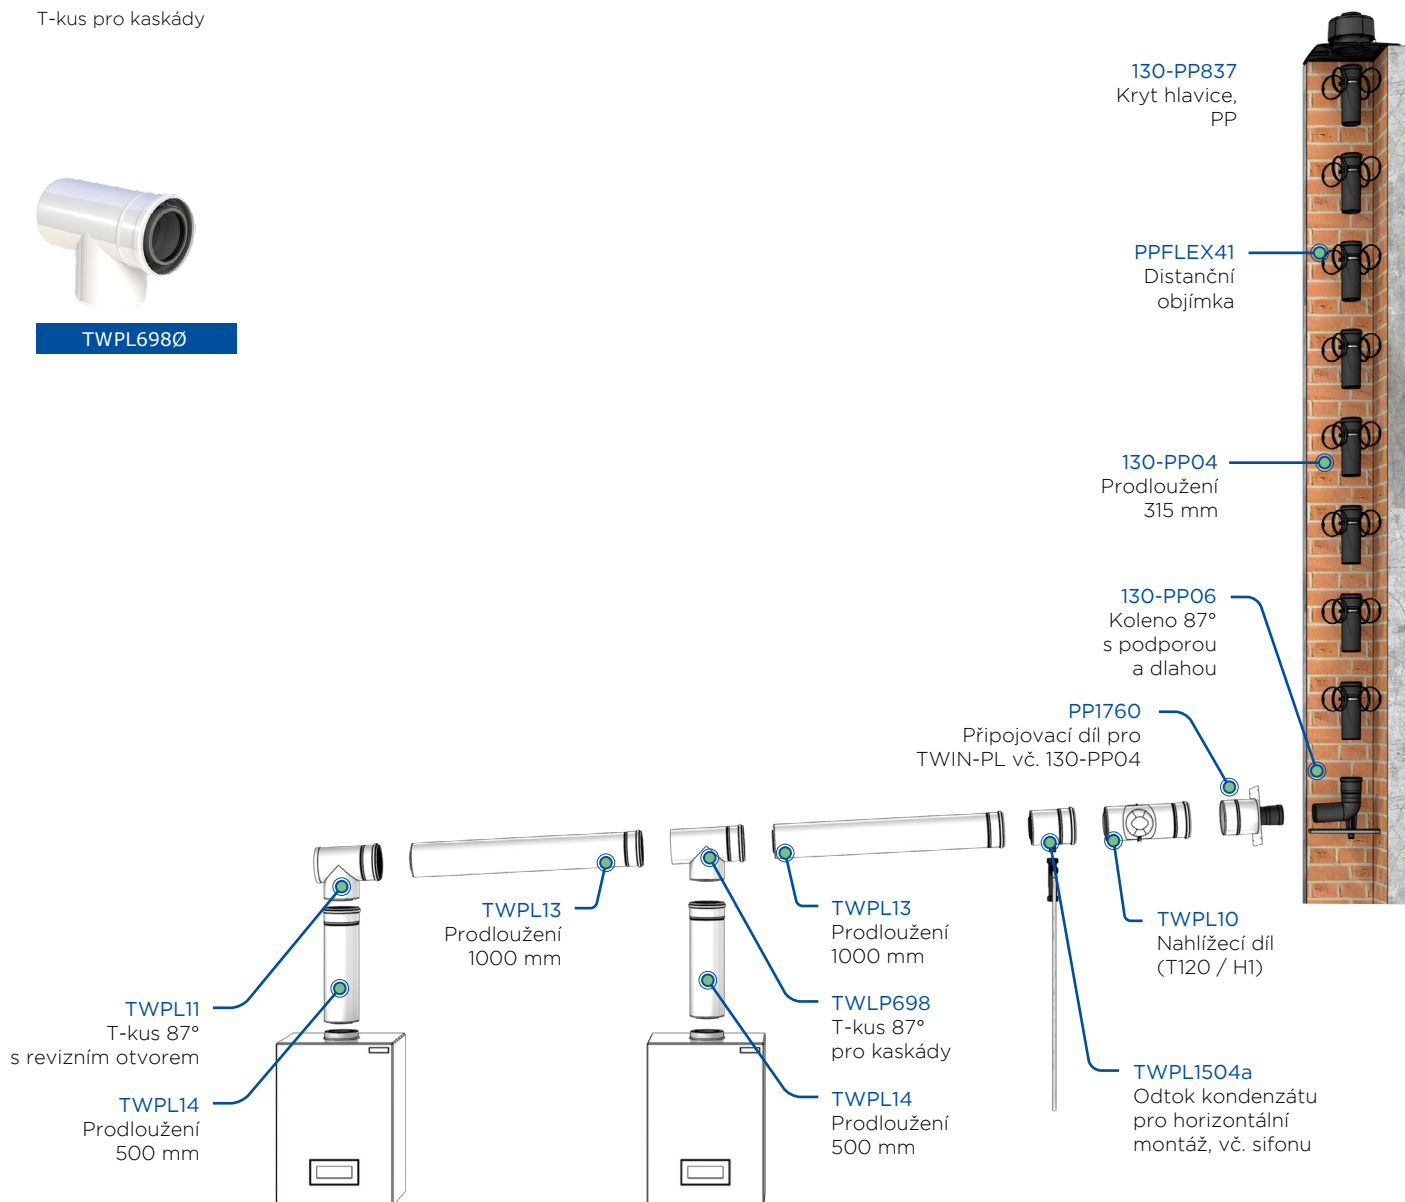 T-kus pro kaskády
TWPL698Ø
130-PP837
Kryt hlavice,
PP
PPFLEX41
Distanční
objímka
130-PP04
Prodloužení
315 mm
130-PP06
Koleno 87°
s podporou
a dlahou
PP1760
Připojovací díl pro
TWIN-PL vč. 130-PP04
TWPL13
Prodloužení
1000 mm
TWPL13
Prodloužení
1000 mm
TWPL10
Nahlížecí díl
(T120 / H1)
TWPL11
T-kus 87°
s revizním otvorem
TWLP698
T-kus 87°
pro kaskády
TWPL14
Prodloužení
500 mm
TWPL14
Prodloužení
500 mm
TWPL1504a
Odtok kondenzátu
pro horizontální
montáž, vč. sifonu